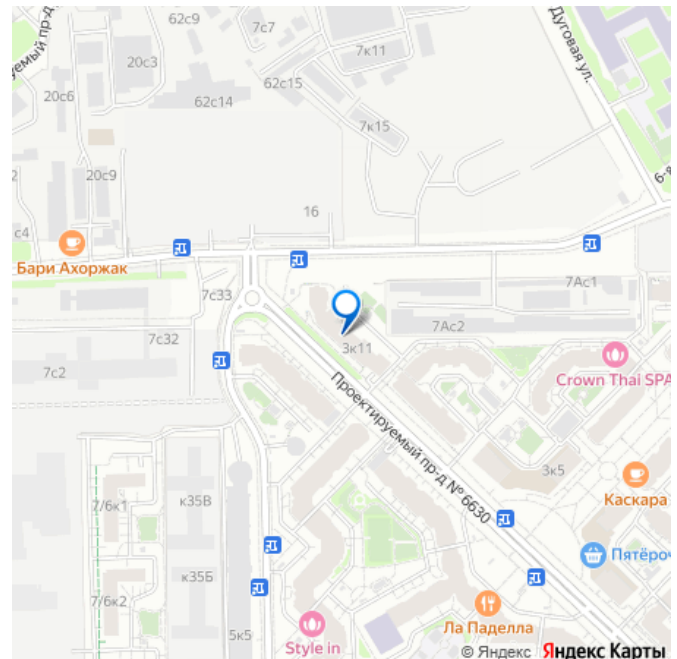 62с9
7с7
7к11
20с3
62с15
20с6
62с14
7к15
Дуговая ул.
20с9
16
с4
Бари Ахоржак
7с33
7Ас1
7с32
7Ас2
3к11
7с2
Crown Thai SPA
Проектируемый пр-д № 6630
3к5
7/6к1
к35В
Каскара
Пятёроч
к35Б
7/6к2
5к5
Ла Паделла
Style in
© Яндекс Яндекс Карты